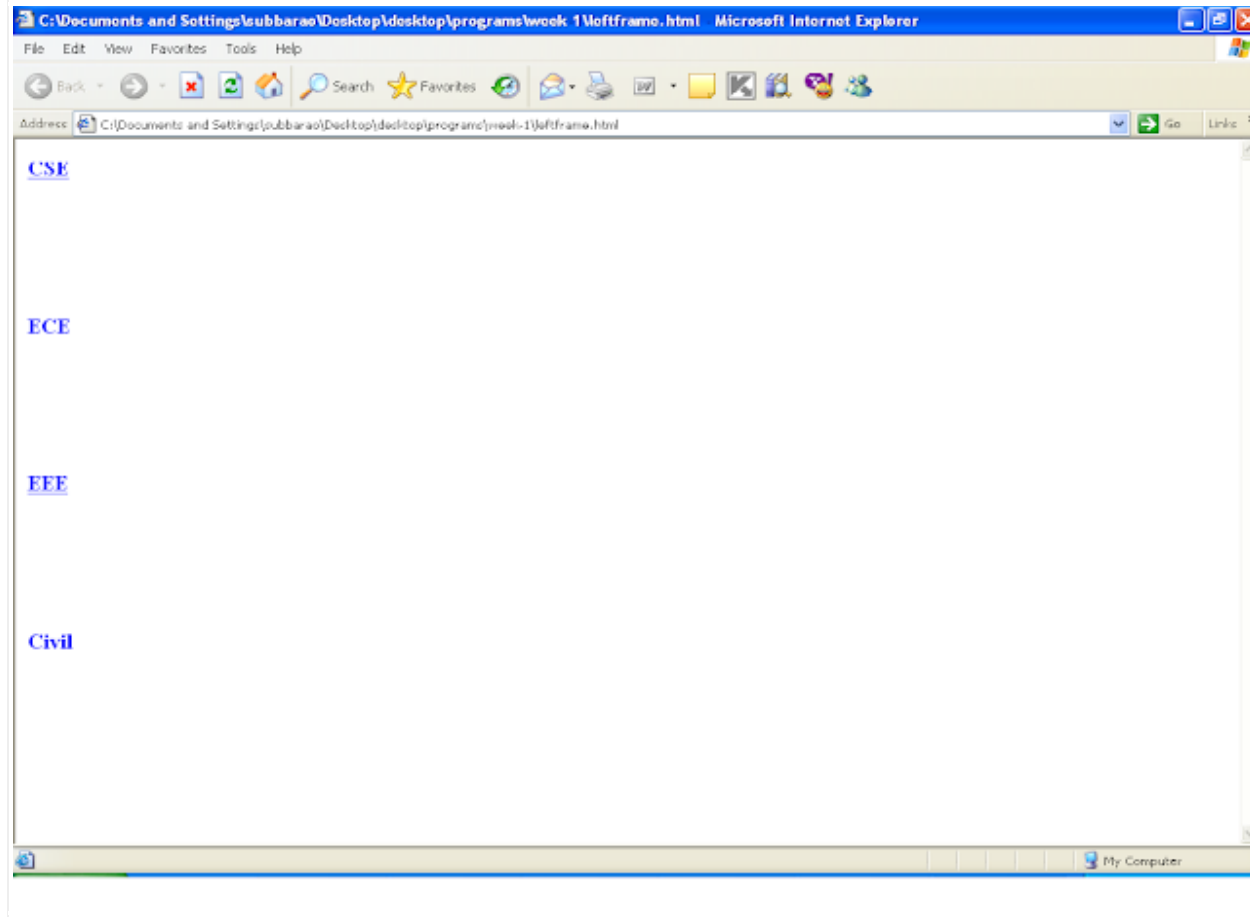 C:\Documents and Settings\subbarao\Desktop\desktop\programs\week 1\leftframe.html Microsoft Internet Explorer
File Edit View Favorites Tools Help
Back Search Favorites
Address C:\Documents and Settings\subbarao\Desktop\desktop\programs\week-1\leftframe.html Go Links
CSE
ECE
EEE
Civil
My Computer